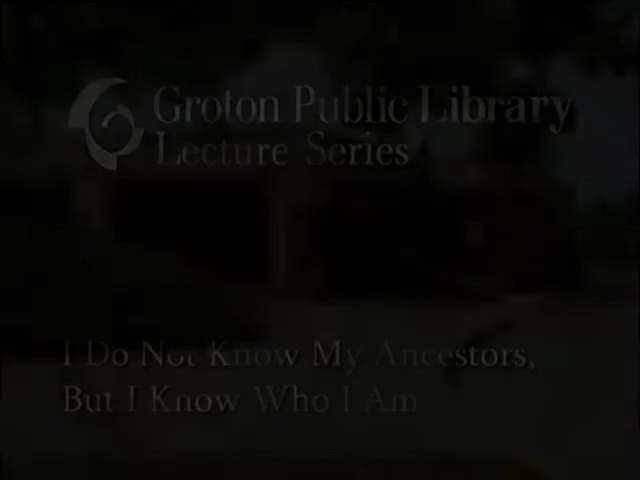 Groton Public Library
Lecture Series
I Do Not Know My Ancestors,
But I Know Who I Am